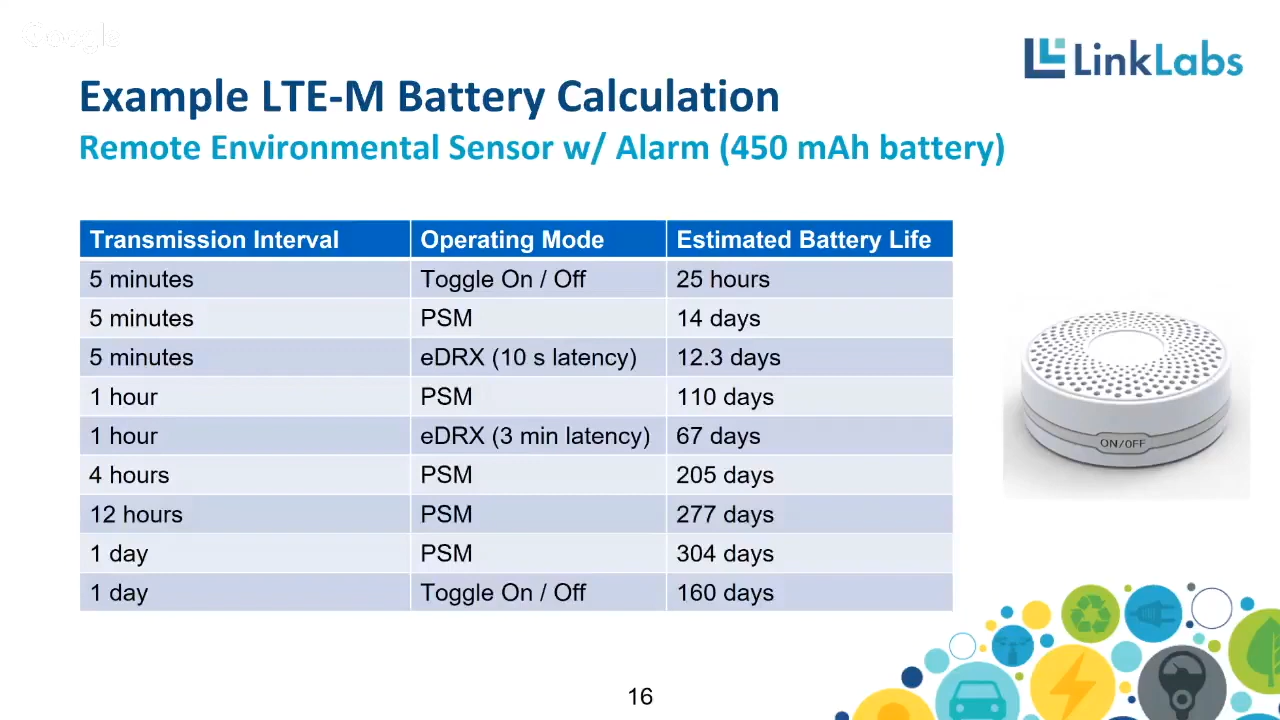 Google
LinkLabs
Example LTE-M Battery Calculation
Remote Environmental Sensor w/ Alarm (450 mAh battery)
Transmission Interval Operating Mode Estimated Battery Life
5 minutes Toggle On / Off 25 hours
5 minutes PSM 14 days
5 minutes eDRX (10 s latency) 12.3 days
1 hour PSM 110 days
1 hour eDRX (3 min latency) 67 days
4 hours PSM 205 days
12 hours PSM 277 days
1 day PSM 304 days
1 day Toggle On / Off 160 days
ON/OFF
16